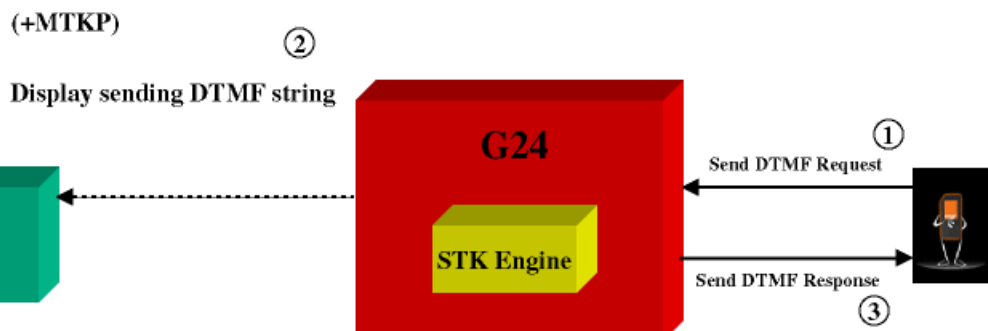 (+MTKP)
②
Display sending DTMF string
G24
①
Send DTMF Request
STK Engine
Send DTMF Response
③